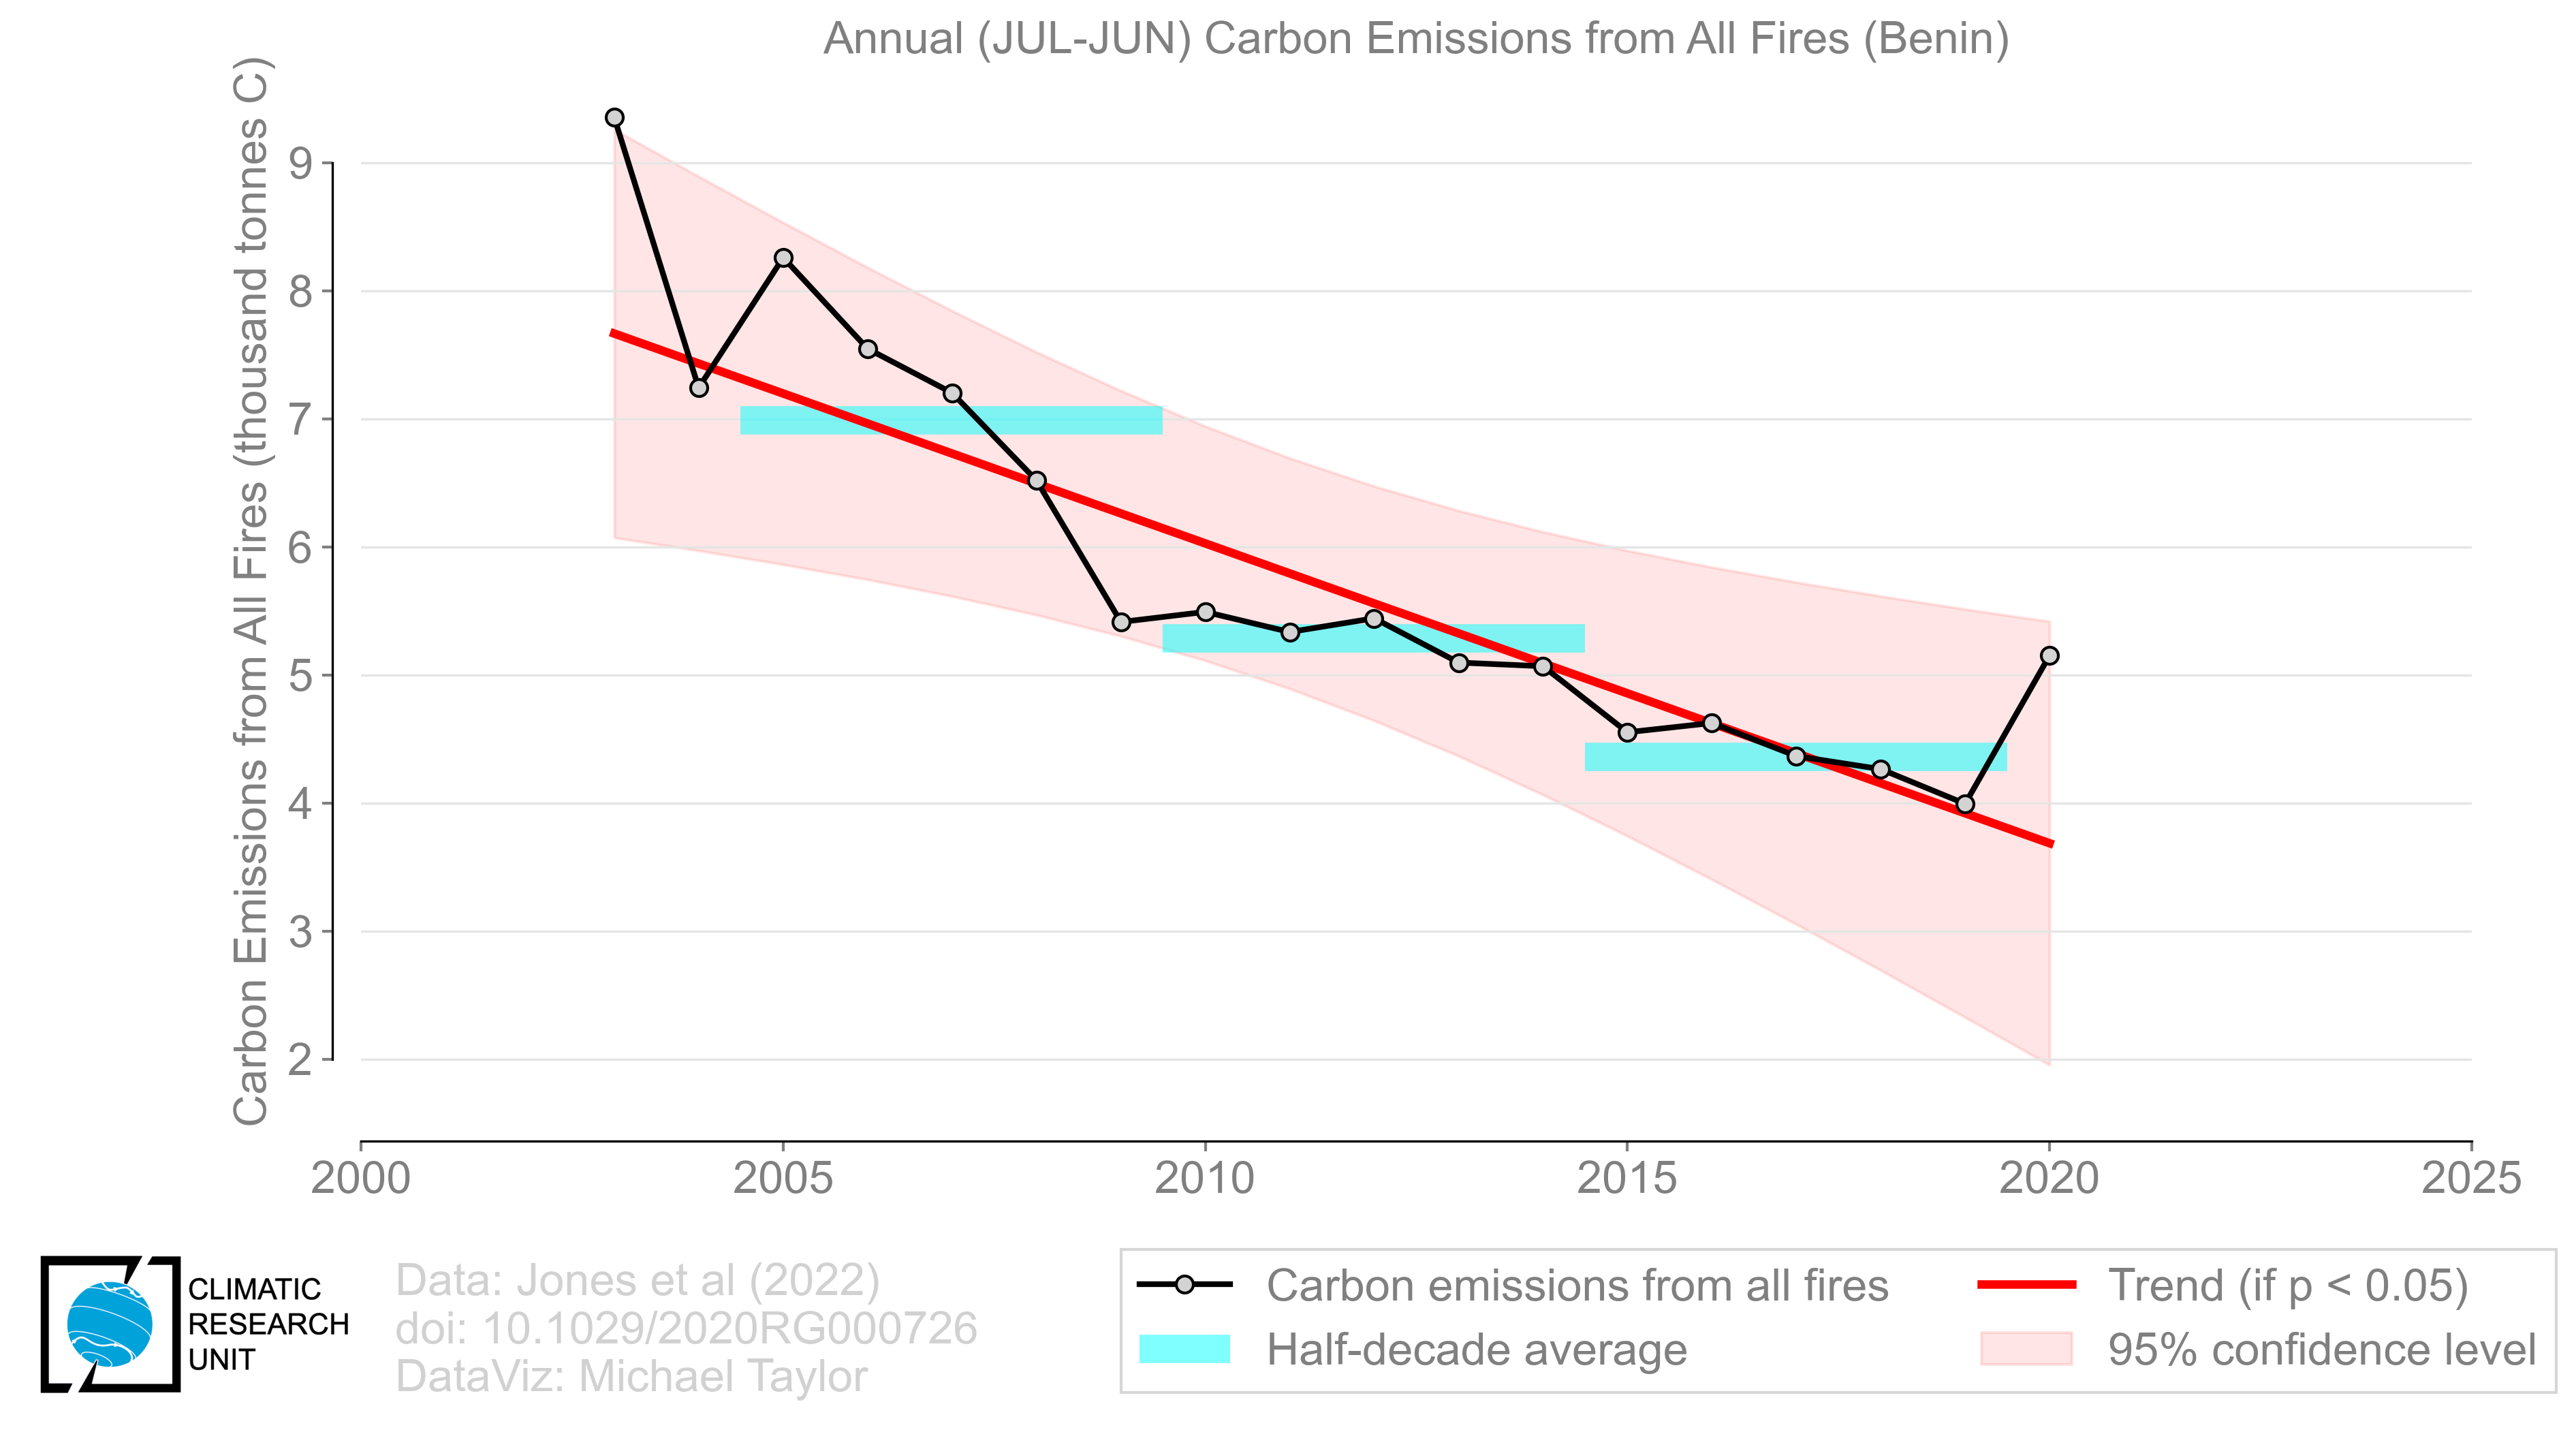 Annual (JUL-JUN) Carbon Emissions from All Fires (Benin)
Carbon Emissions from All Fires (thousand tonnes C)
9
8
7
6
5
4
3
2
2000
2005
2010
2015
2020
2025
CLIMATIC
RESEARCH
UNIT
Data: Jones et al (2022)
doi: 10.1029/2020RG000726
DataViz: Michael Taylor
Carbon emissions from all fires
Half-decade average
Trend (if p < 0.05)
95% confidence level